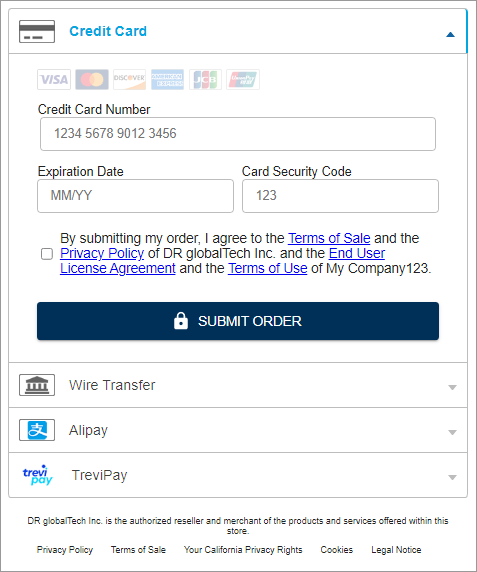 Credit Card
VISA MasterCard DISCOVER AMERICAN EXPRESS JCB UnionPay
Credit Card Number
1234 5678 9012 3456
Expiration Date Card Security Code
MM/YY 123
By submitting my order, I agree to the Terms of Sale and the
Privacy Policy of DR globalTech Inc. and the End User
License Agreement and the Terms of Use of My Company123.
SUBMIT ORDER
Wire Transfer
支 Alipay
trevi
pay TreviPay
DR globalTech Inc. is the authorized reseller and merchant of the products and services offered within this
store.
Privacy Policy Terms of Sale Your California Privacy Rights Cookies Legal Notice